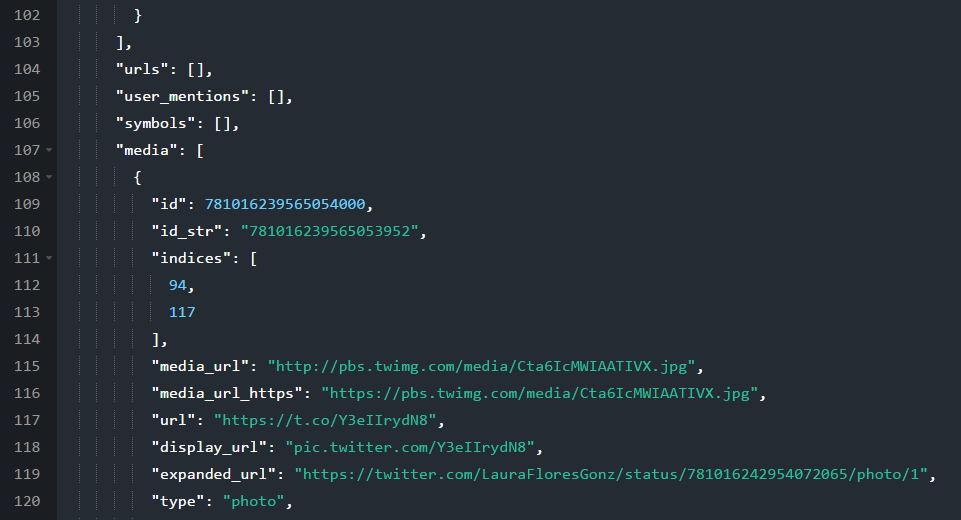 102 }
103 ],
104 "urls": [],
105 "user_mentions": [],
106 "symbols": [],
107 "media": [
108 {
109 "id": 781016239565054000,
110 "id_str": "781016239565053952",
111 "indices": [
112 94,
113 117
114 ],
115 "media_url": "http://pbs.twimg.com/media/Cta6IcMWIAATIVX.jpg",
116 "media_url_https": "https://pbs.twimg.com/media/Cta6IcMWIAATIVX.jpg",
117 "url": "https://t.co/Y3eIIrydN8",
118 "display_url": "pic.twitter.com/Y3eIIrydN8",
119 "expanded_url": "https://twitter.com/LauraFloresGonz/status/781016242954072065/photo/1",
120 "type": "photo",